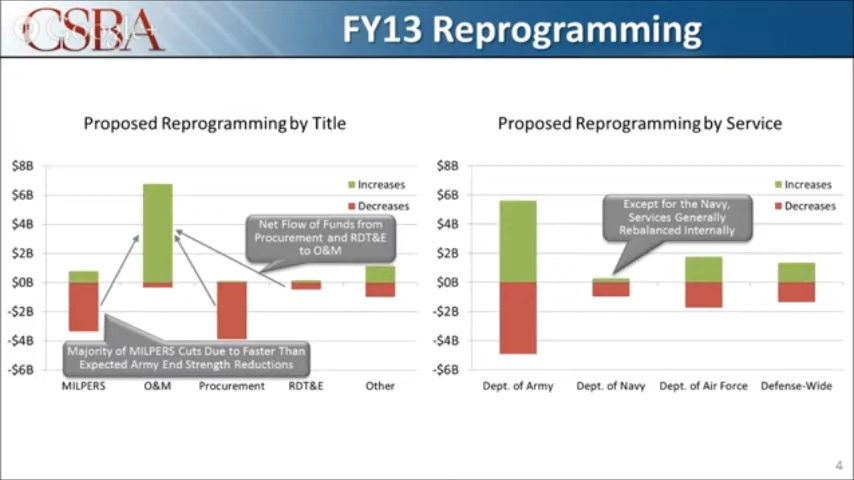 Google+
CSBA
FY13 Reprogramming
Proposed Reprogramming by Title
$8B
$6B
$4B
$2B
$0B
-$2B
-$4B
-$6B
Increases
Decreases
Net Flow of Funds from
Procurement and RDT&E
to O&M
Majority of MILPERS Cuts Due to Faster Than
Expected Army End Strength Reductions
MILPERS
O&M
Procurement
RDT&E
Other
Proposed Reprogramming by Service
$8B
$6B
$4B
$2B
$0B
-$2B
-$4B
-$6B
Increases
Decreases
Except for the Navy,
Services Generally
Rebalanced Internally
Dept. of Army
Dept. of Navy
Dept. of Air Force
Defense-Wide
4